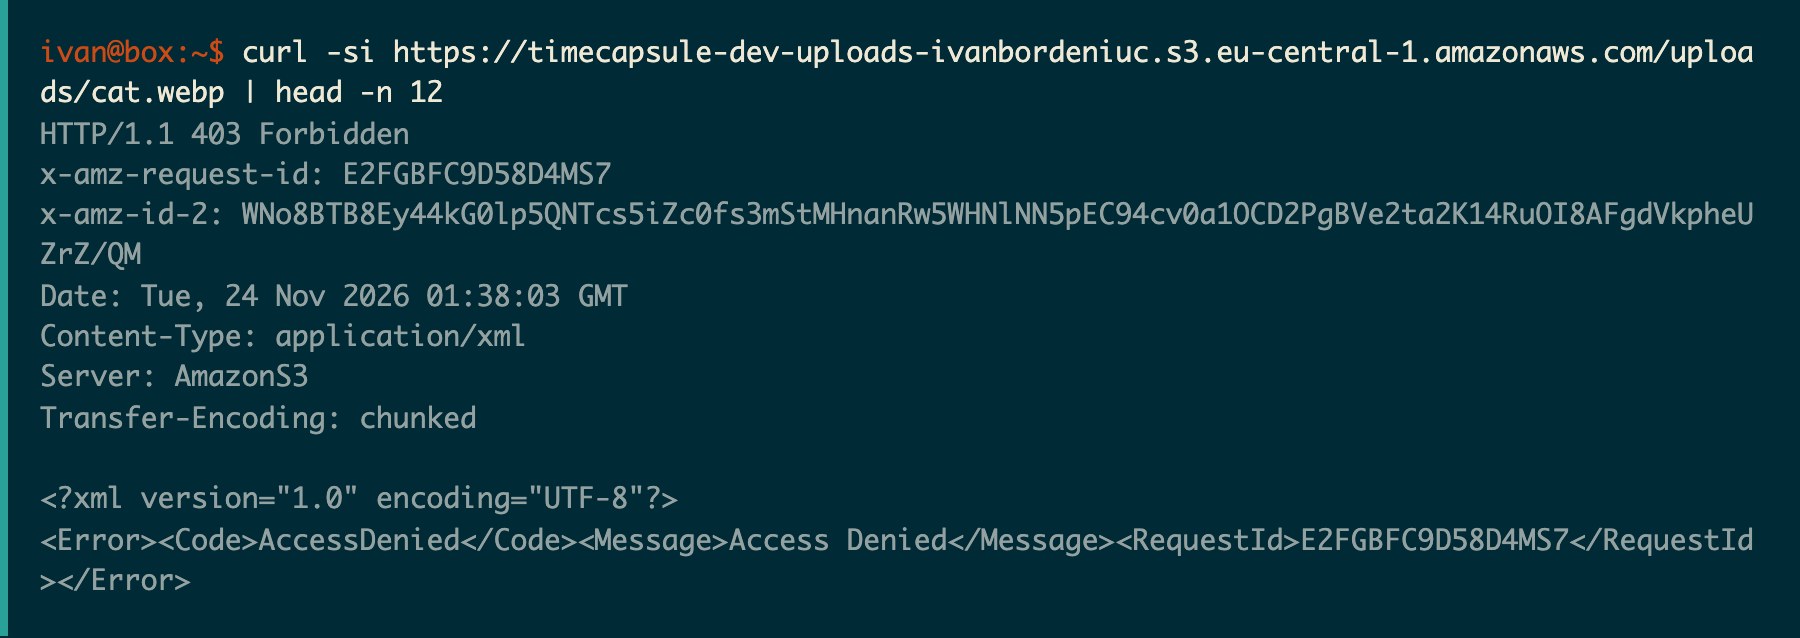 ivan@box:~$ curl -si https://timecapsule-dev-uploads-ivanbordeniuc.s3.eu-central-1.amazonaws.com/uploa
ds/cat.webp | head -n 12
HTTP/1.1 403 Forbidden
x-amz-request-id: E2FGBFC9D58D4MS7
x-amz-id-2: WNo8BTB8Ey44kG0lp5QNTcs5iZc0fs3mStMHnanRw5WHNlNN5pEC94cv0a1OCD2PgBVe2ta2K14RuOI8AFgdVkpheU
ZrZ/QM
Date: Tue, 24 Nov 2026 01:38:03 GMT
Content-Type: application/xml
Server: AmazonS3
Transfer-Encoding: chunked
<?xml version="1.0" encoding="UTF-8"?>
<Error><Code>AccessDenied</Code><Message>Access Denied</Message><RequestId>E2FGBFC9D58D4MS7</RequestId
></Error>